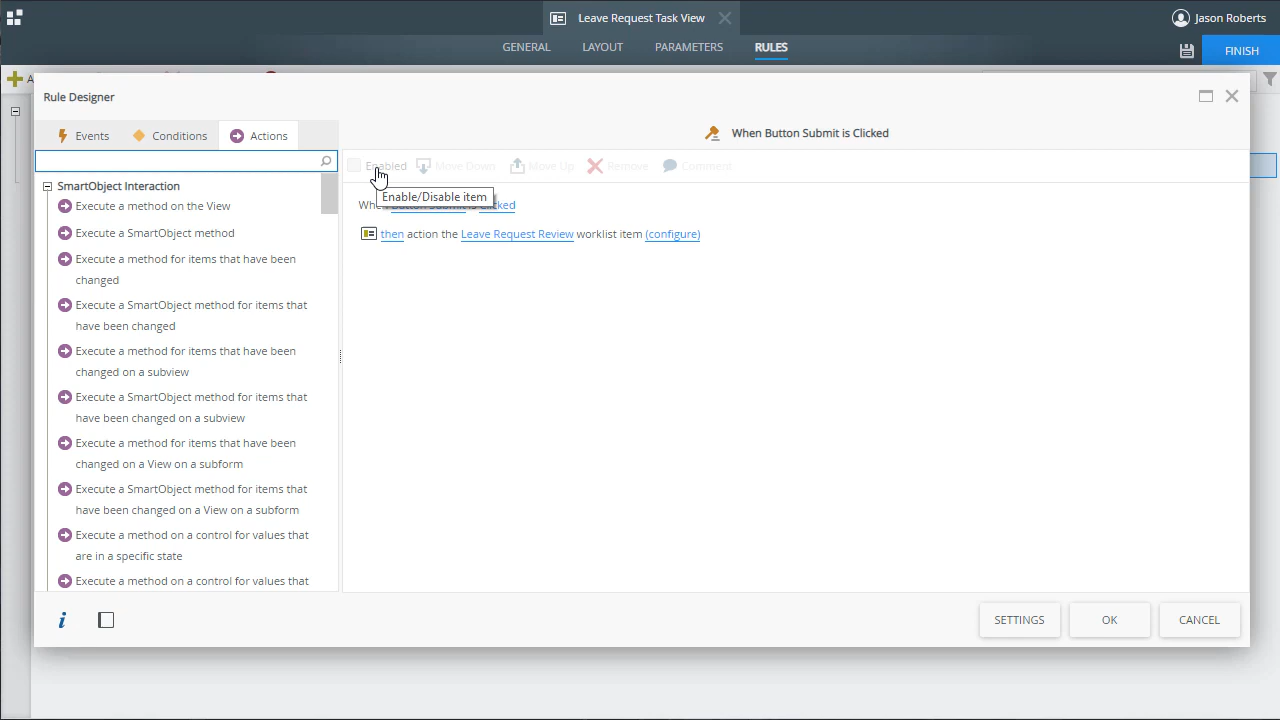 Leave Request Task View
Jason Roberts
GENERAL
LAYOUT
PARAMETERS
RULES
FINISH
A
Rule Designer
Events
Conditions
Actions
When Button Submit is Clicked
Enabled
Move Down
Move Up
Remove
Comment
Enable/Disable item
SmartObject Interaction
Execute a method on the View
Execute a SmartObject method
Execute a method for items that have been
changed
Execute a SmartObject method for items that
have been changed
Execute a method for items that have been
changed on a subview
Execute a SmartObject method for items that
have been changed on a subview
Execute a method for items that have been
changed on a View on a subform
Execute a SmartObject method for items that
have been changed on a View on a subform
Execute a method on a control for values that
are in a specific state
Execute a method on a control for values that
When Button Submit is Clicked
then action the Leave Request Review worklist item (configure)
i
SETTINGS
OK
CANCEL